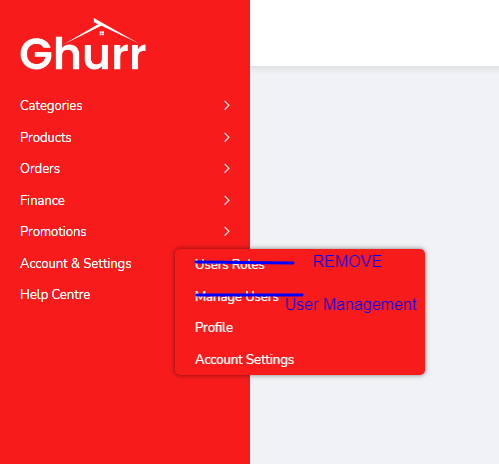 Ghurr
Categories
Products
Orders
Finance
Promotions
Account & Settings
Help Centre
Users Roles REMOVE
Manage Users User Management
Profile
Account Settings